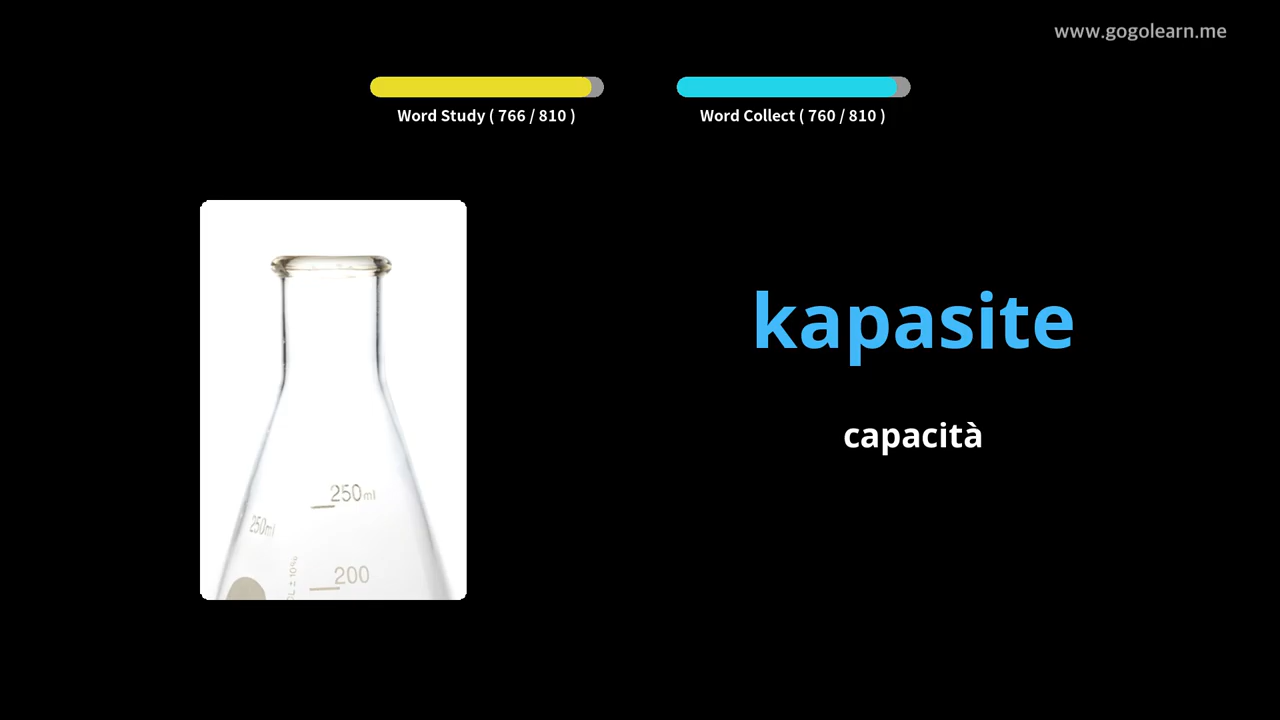 www.gogolearn.me
Word Study ( 766 / 810 )
Word Collect ( 760 / 810 )
kapasite
capacità
250ml
250ml
200